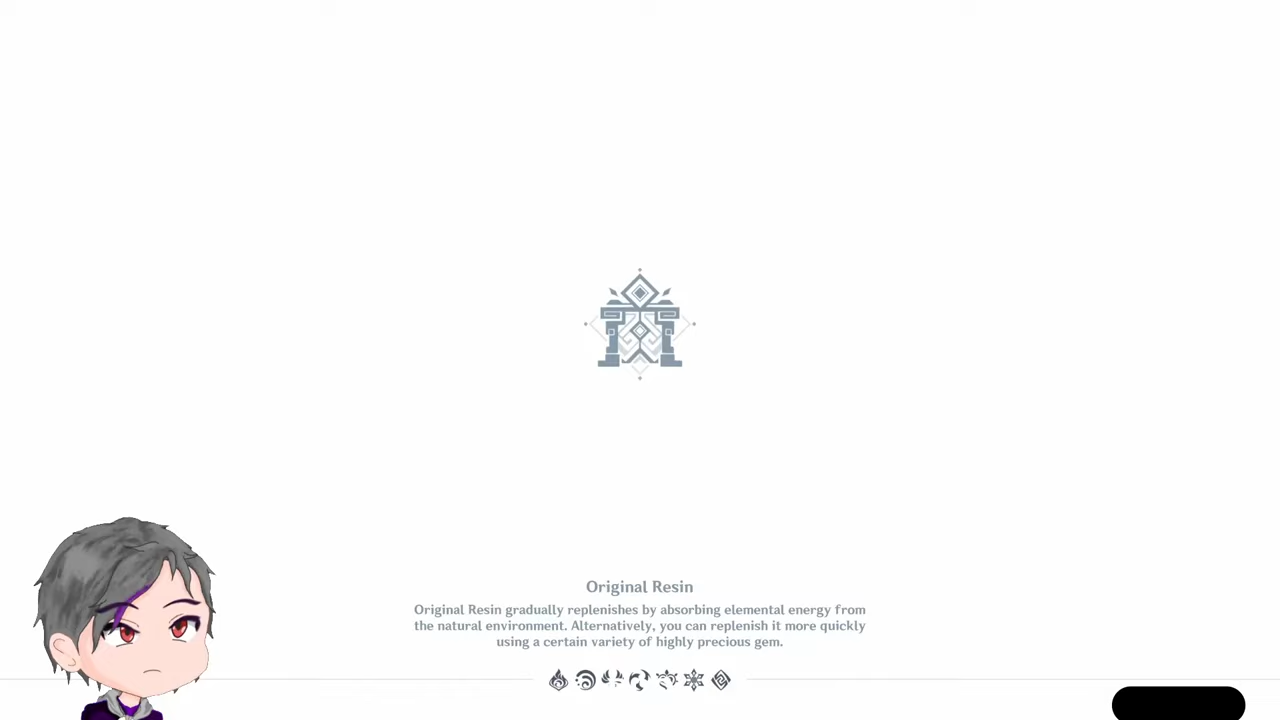 Original Resin
Original Resin gradually replenishes by absorbing elemental energy from
the natural environment. Alternatively, you can replenish it more quickly
using a certain variety of highly precious gem.